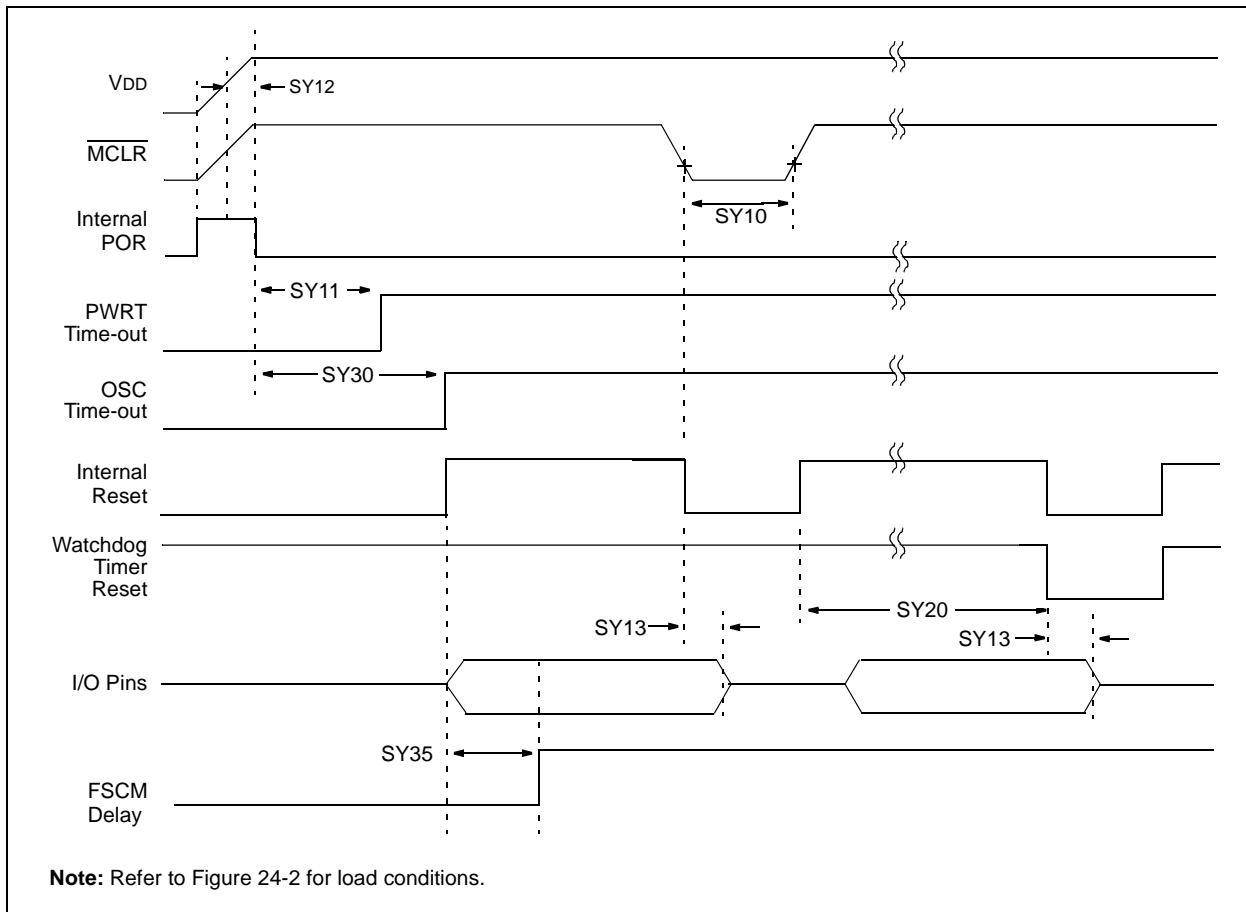 VDD
SY12
MCLR
SY10
Internal
POR
SY11
PWRT
Time-out
SY30
OSC
Time-out
Internal
Reset
Watchdog
Timer
Reset
SY20
SY13
SY13
I/O Pins
SY35
FSCM
Delay
Note: Refer to Figure 24-2 for load conditions.